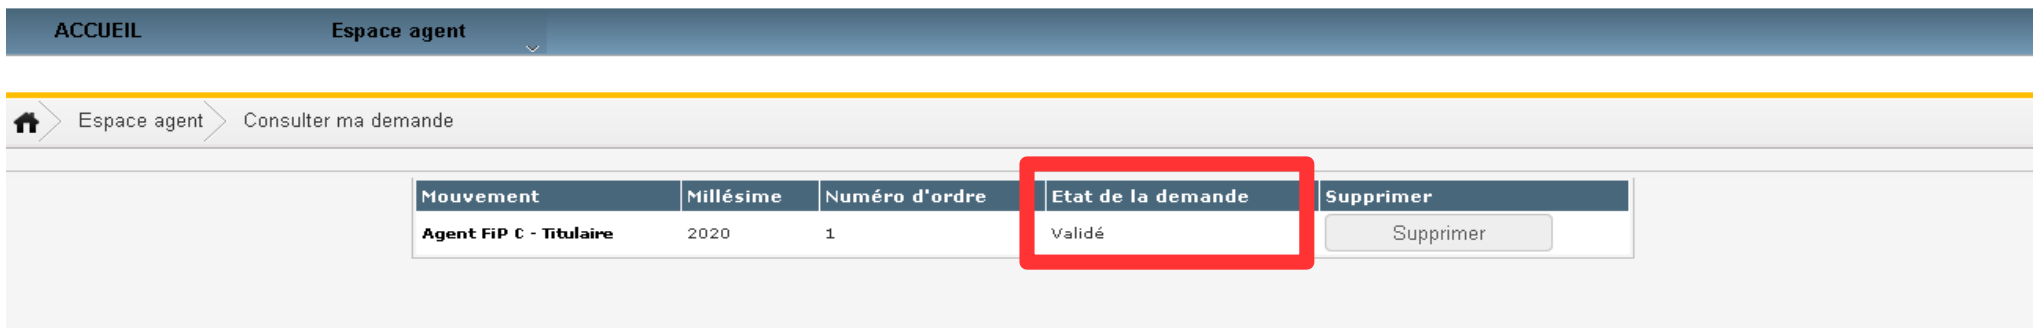 ACCUEIL Espace agent
Espace agent Consulter ma demande
Mouvement Millésime Numéro d'ordre Etat de la demande Supprimer
Agent FiP C - Titulaire 2020 1 Validé Supprimer